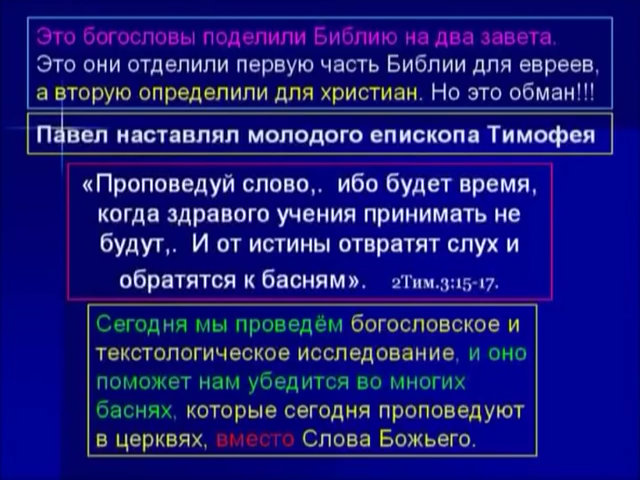 Это богословы поделили Библию на два завета.
Это они отделили первую часть Библии для евреев,
а вторую определили для христиан. Но это обман!!!
Павел наставлял молодого епископа Тимофея
«Проповедуй слово,. ибо будет время,
когда здравого учения принимать не
будут,. И от истины отвратят слух и
обратятся к басням». 2Тим.3:15-17.
Сегодня мы проведём богословское и
текстологическое исследование, и оно
поможет нам убедится во многих
баснях, которые сегодня проповедуют
в церквях, вместо Слова Божьего.